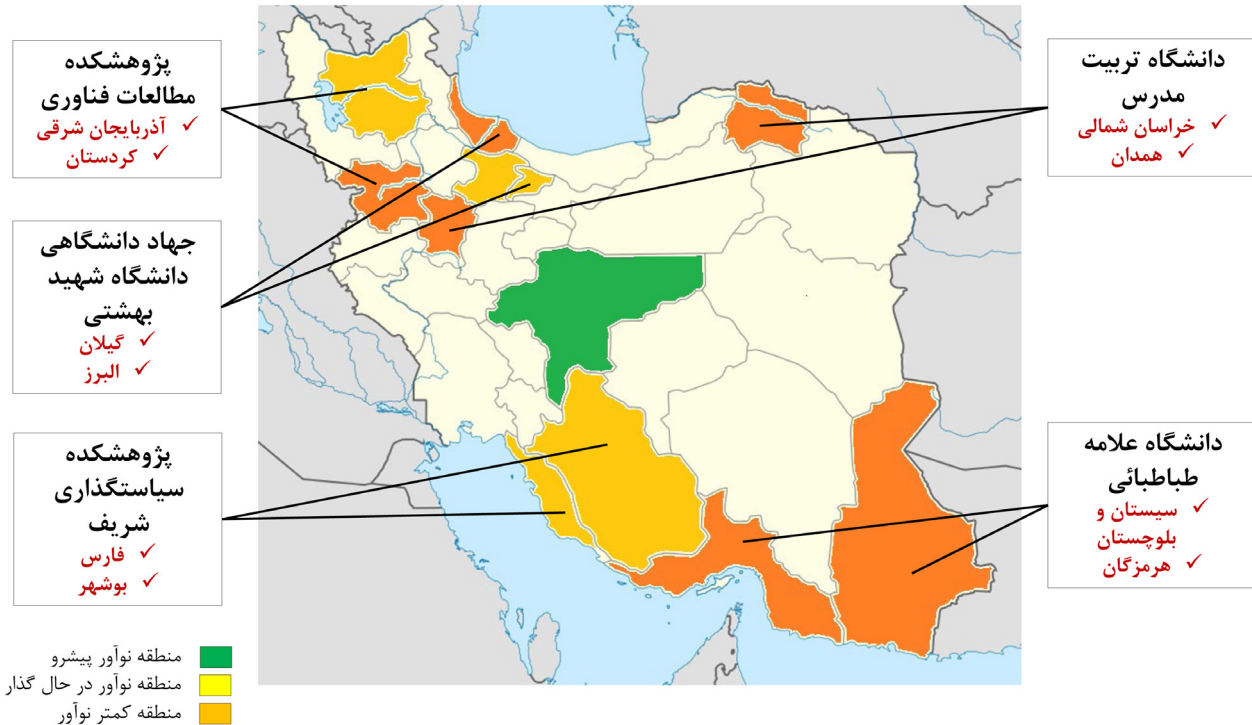 پژوهشکده
مطالعات فناوری
✓ آذربایجان شرقی
✓ کردستان
دانشگاه تربیت
مدرس
✓ خراسان شمالی
✓ همدان
جهاد دانشگاهی
دانشگاه شهید
بهشتی
✓ گیلان
✓ البرز
پژوهشکده
سیاستگذاری
شریف
✓ فارس
✓ بوشهر
دانشگاه علامه
طباطبائی
✓ سیستان و
بلوچستان
✓ هرمزگان
منطقه نوآور پیشرو
منطقه نوآور در حال گذار
منطقه کمتر نوآور